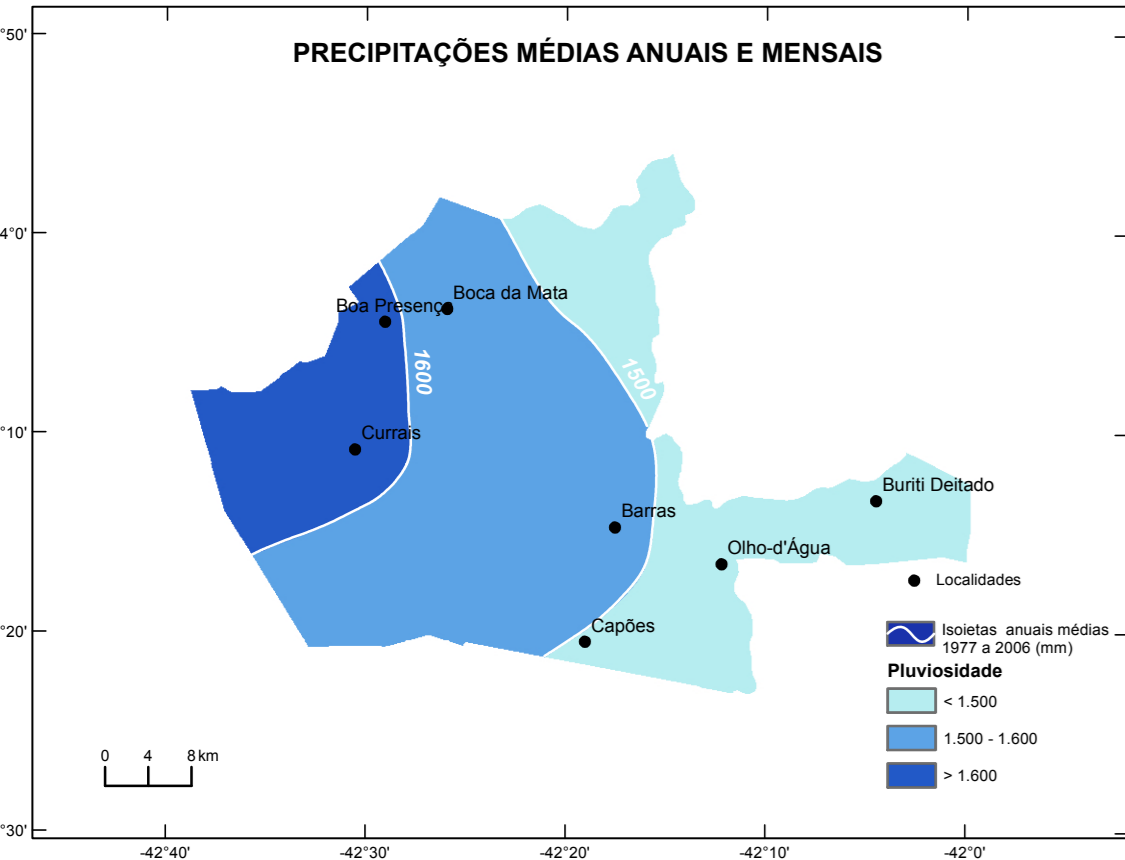 °50'
PRECIPITAÇÕES MÉDIAS ANUAIS E MENSAIS
4°0'
Boca da Mata
Boa Presença
1600
1500
°10'
Currais
Buriti Deitado
Barras
Olho-d'Água
Localidades
Capões
°20'
Isoietas anuais médias
1977 a 2006 (mm)
Pluviosidade
< 1.500
1.500 - 1.600
> 1.600
0 4 8 km
°30'
-42°40' -42°30' -42°20' -42°10' -42°0'